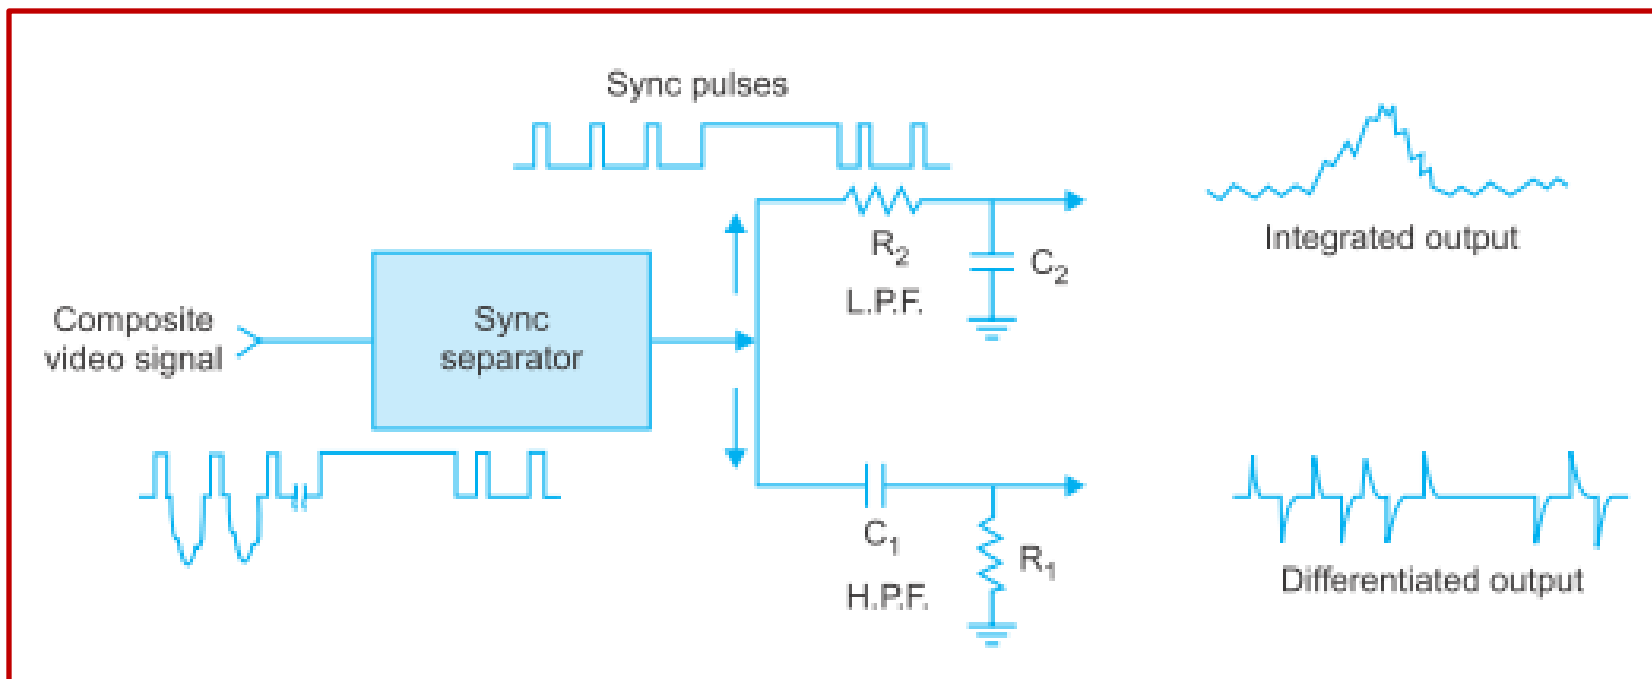 Sync pulses
Integrated output
R2
C2
L.P.F.
Composite
video signal
Sync
separator
C1
R1
H.P.F.
Differentiated output